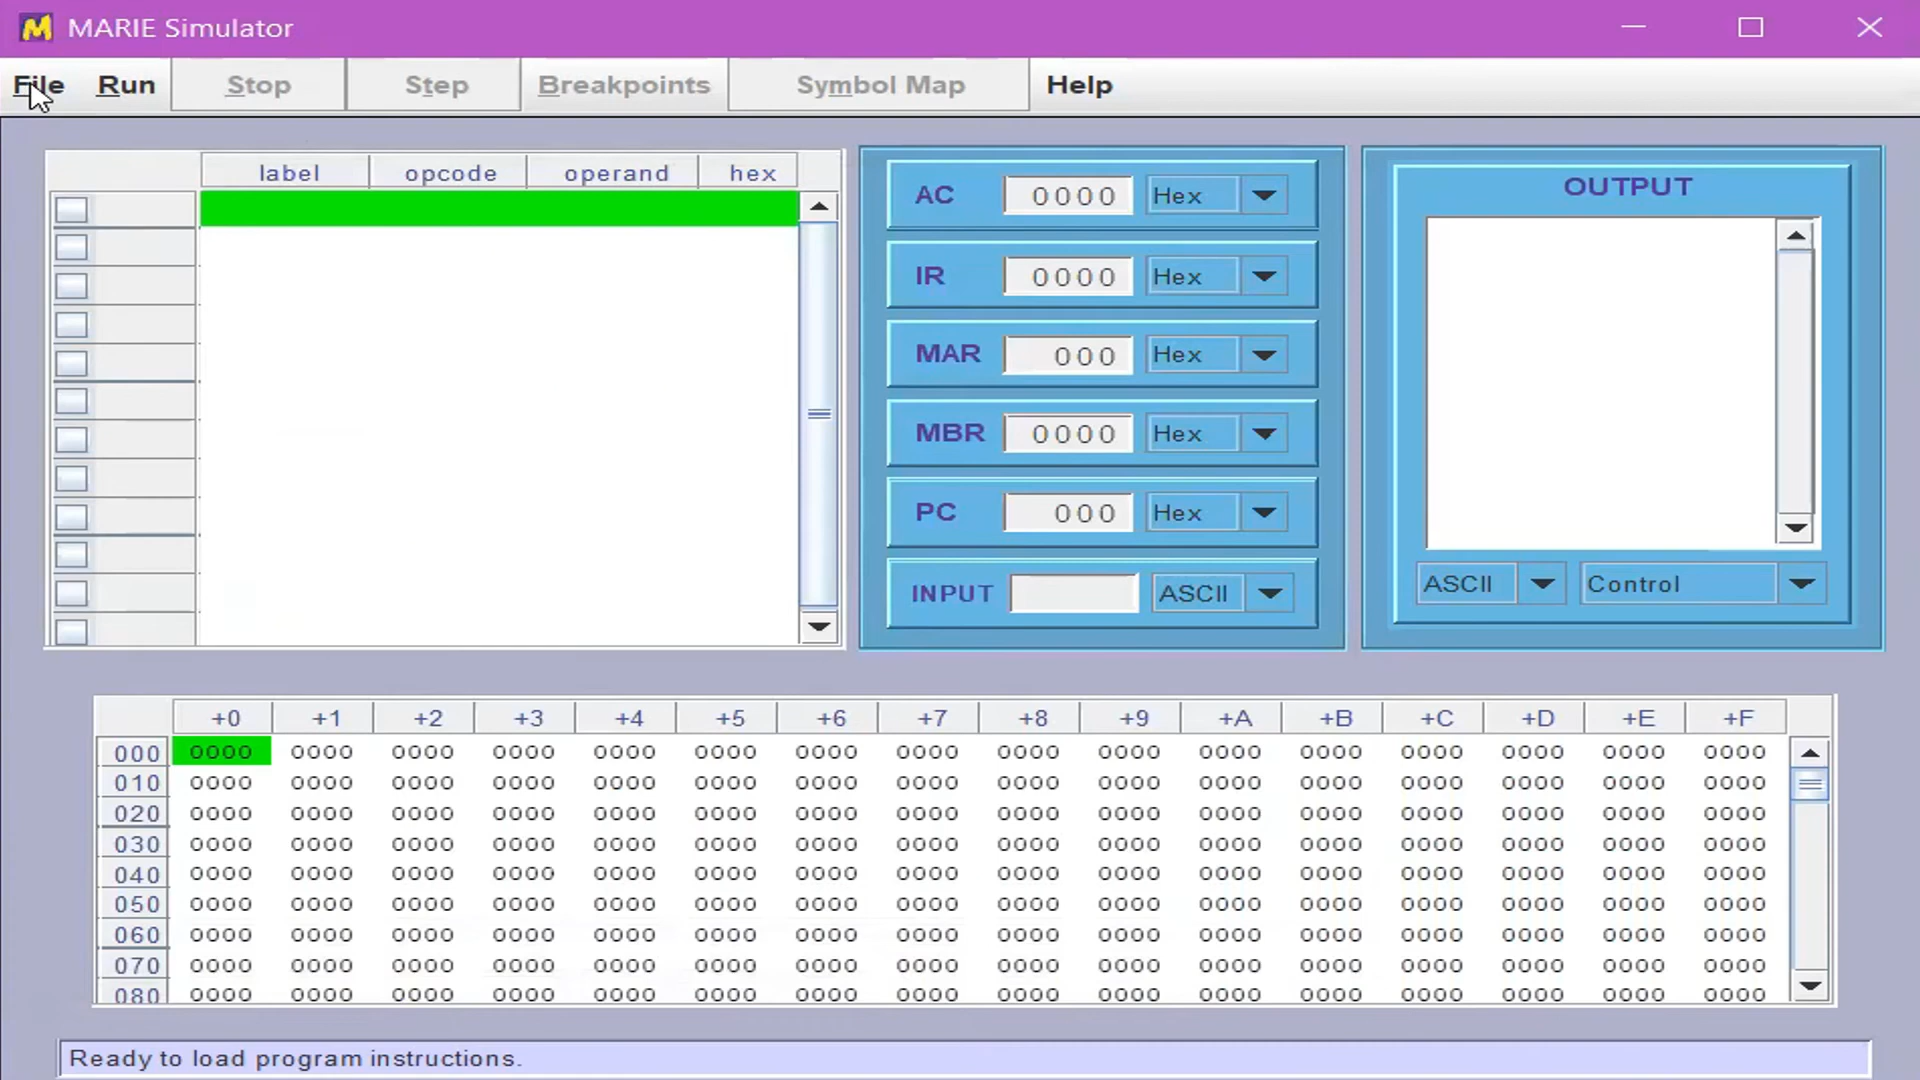 MARIE Simulator
File Run Stop Step Breakpoints Symbol Map Help
label opcode operand hex
AC 0000 Hex
IR 0000 Hex
MAR 000 Hex
MBR 0000 Hex
PC 000 Hex
INPUT ASCII
OUTPUT
ASCII Control
+0 +1 +2 +3 +4 +5 +6 +7 +8 +9 +A +B +C +D +E +F
000 0000 0000 0000 0000 0000 0000 0000 0000 0000 0000 0000 0000 0000 0000 0000 0000
010 0000 0000 0000 0000 0000 0000 0000 0000 0000 0000 0000 0000 0000 0000 0000 0000
020 0000 0000 0000 0000 0000 0000 0000 0000 0000 0000 0000 0000 0000 0000 0000 0000
030 0000 0000 0000 0000 0000 0000 0000 0000 0000 0000 0000 0000 0000 0000 0000 0000
040 0000 0000 0000 0000 0000 0000 0000 0000 0000 0000 0000 0000 0000 0000 0000 0000
050 0000 0000 0000 0000 0000 0000 0000 0000 0000 0000 0000 0000 0000 0000 0000 0000
060 0000 0000 0000 0000 0000 0000 0000 0000 0000 0000 0000 0000 0000 0000 0000 0000
070 0000 0000 0000 0000 0000 0000 0000 0000 0000 0000 0000 0000 0000 0000 0000 0000
080 0000 0000 0000 0000 0000 0000 0000 0000 0000 0000 0000 0000 0000 0000 0000 0000
Ready to load program instructions.